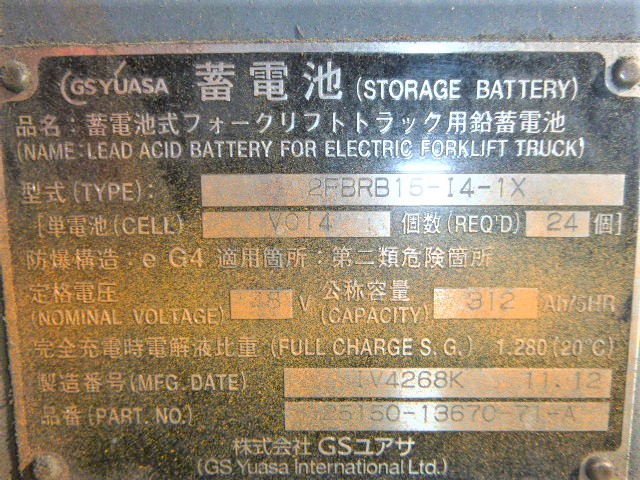 GS YUASA 蓄電池 (STORAGE BATTERY)
品名:蓄電池式フォークリフトトラック用鉛蓄電池
(NAME:LEAD ACID BATTERY FOR ELECTRIC FORKLIFT TRUCK)
型式(TYPE): 2FBRB15-I4-1X
[単電池(CELL) VOI4 個数(REQ'D) 24 個]
防爆構造:e G4 適用箇所:第二類危険箇所
定格電圧 48 V 公称容量 312 Ah/5HR
(NOMINAL VOLTAGE) (CAPACITY)
完全充電時電解液比重(FULL CHARGE S.G.) 1.280(20℃)
製造番号(MFG.DATE) IV4268K 11.12
品番(PART.NO.) 25150-13670-71-A
株式会社 GSユアサ
(GS Yuasa International Ltd.)